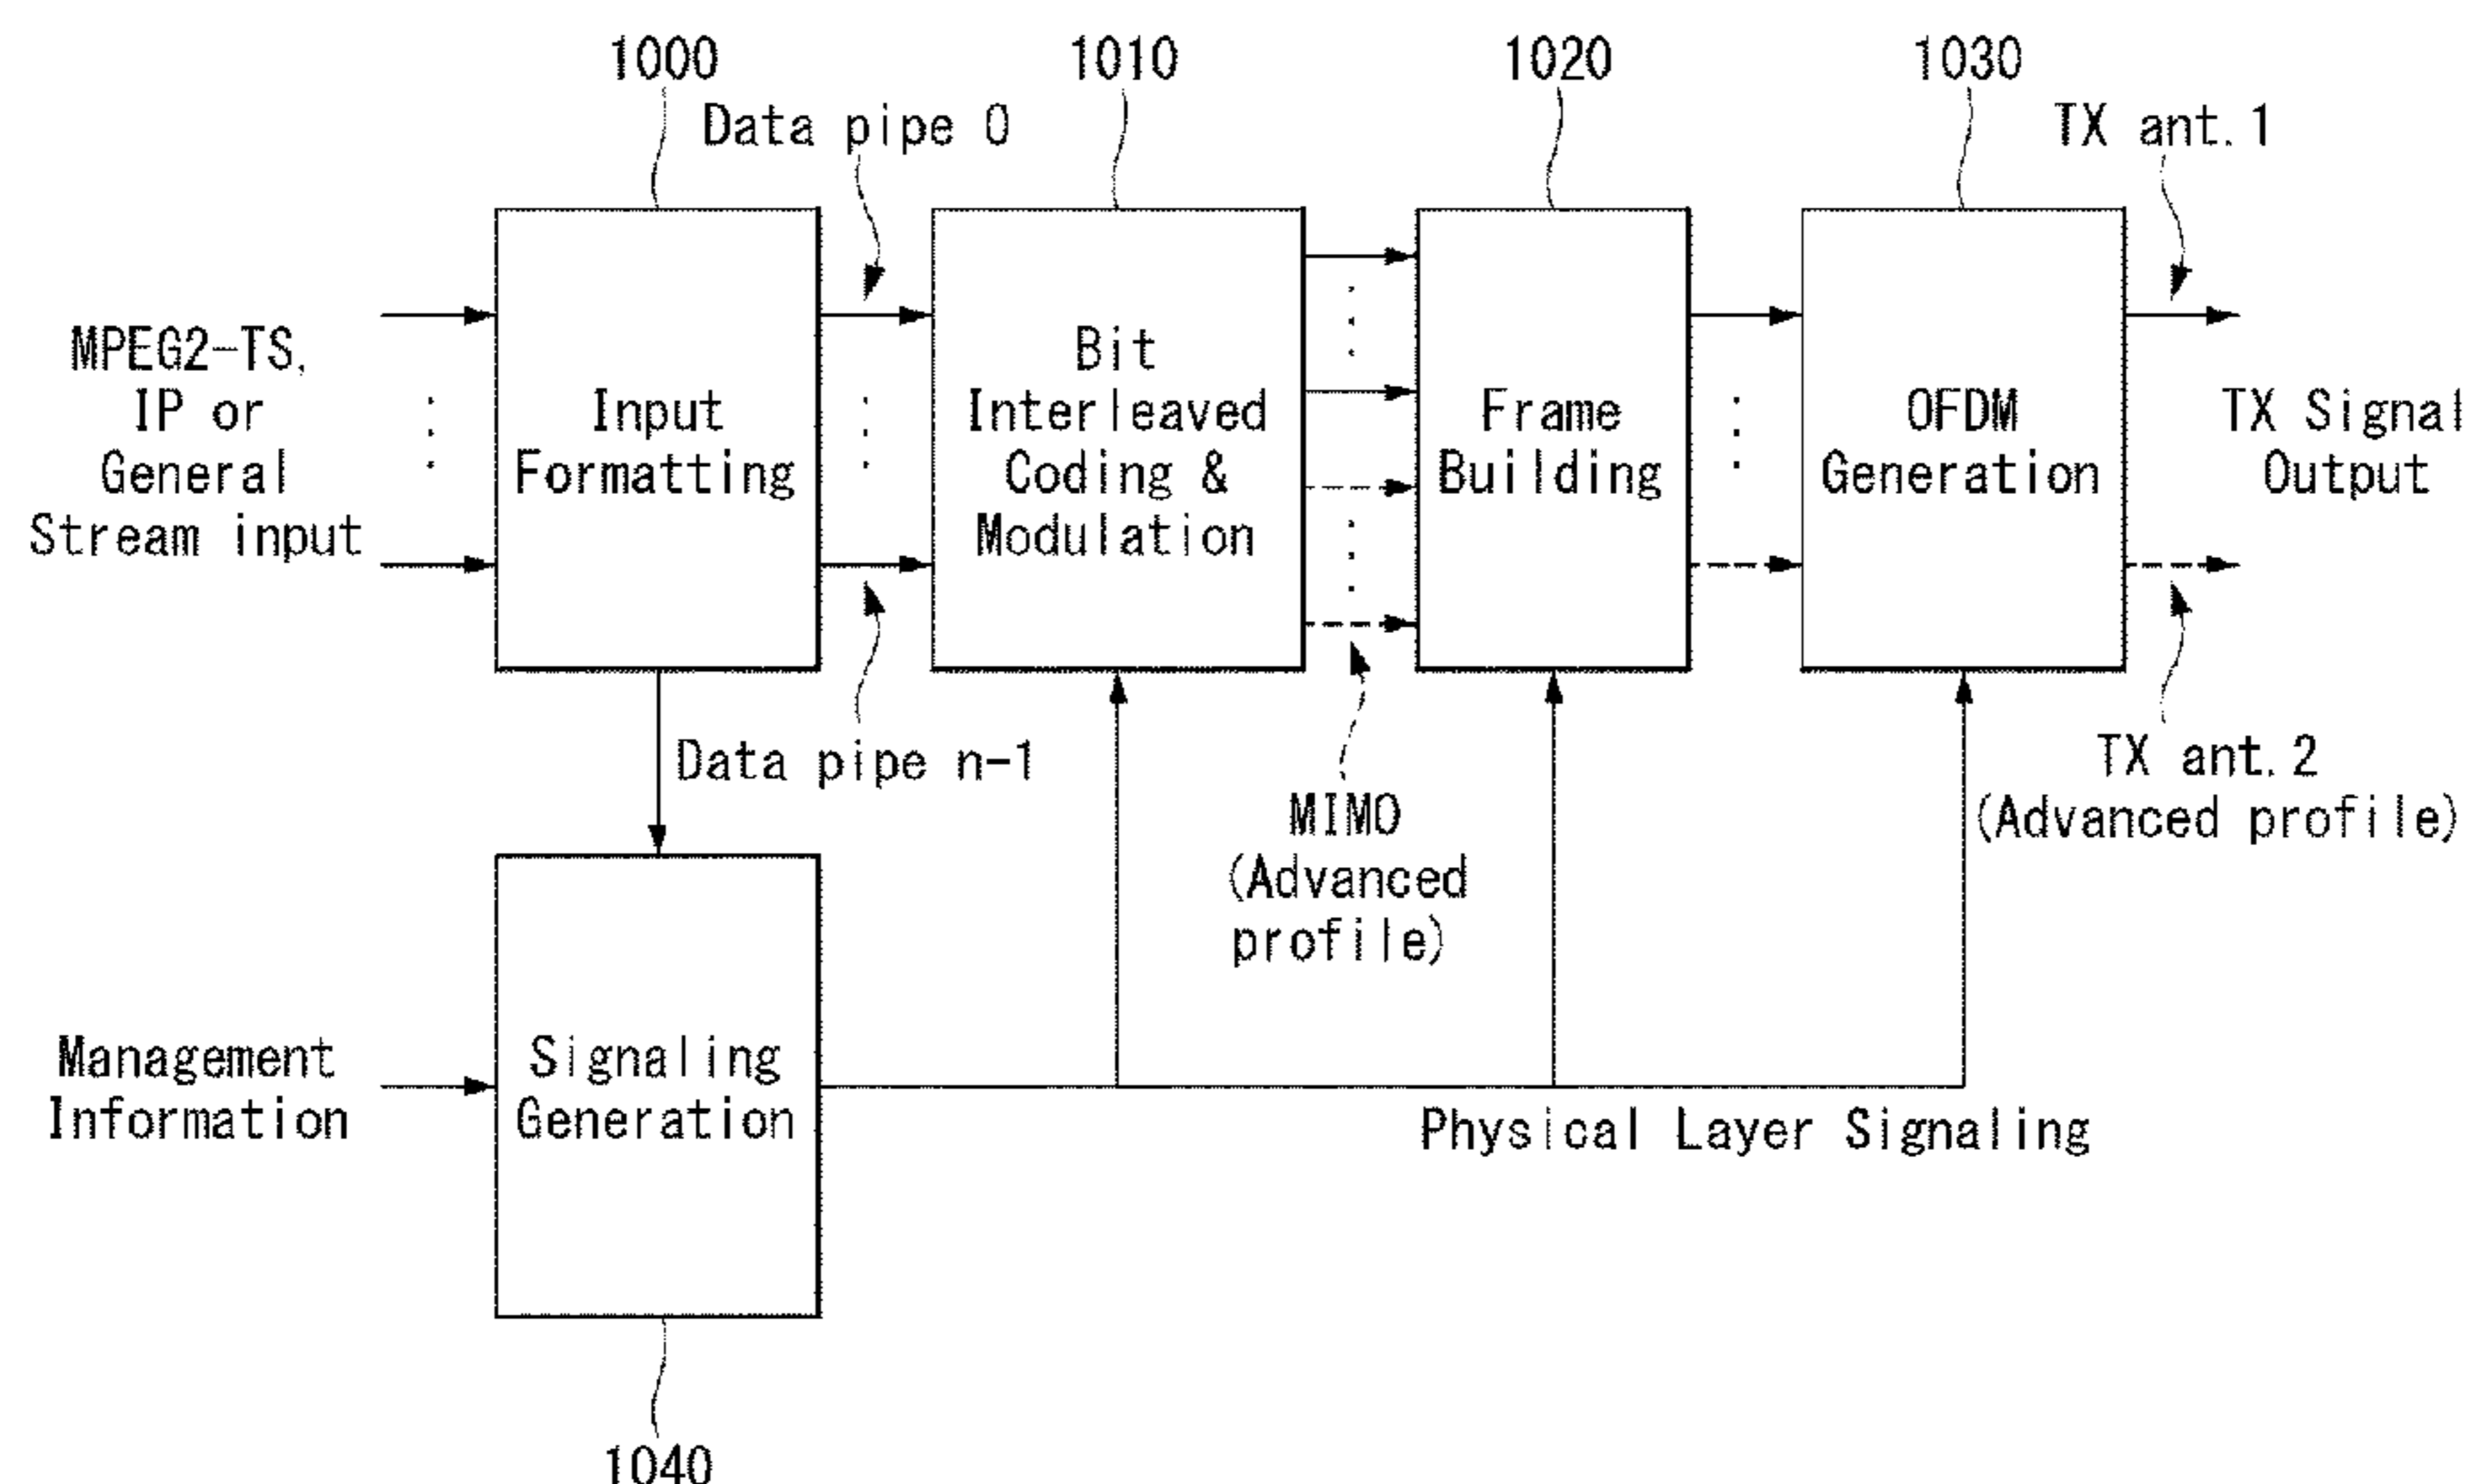 1000
1010
1020
1030
Data pipe 0
TX ant.1
MPEG2-TS,
IP or
General
Stream input
Input
Formatting
Bit
Interleaved
Coding &
Modulation
Frame
Building
OFDM
Generation
TX Signal
Output
Data pipe n-1
MIMO
(Advanced
profile)
TX ant.2
(Advanced profile)
Management
Information
Signaling
Generation
Physical Layer Signaling
1040